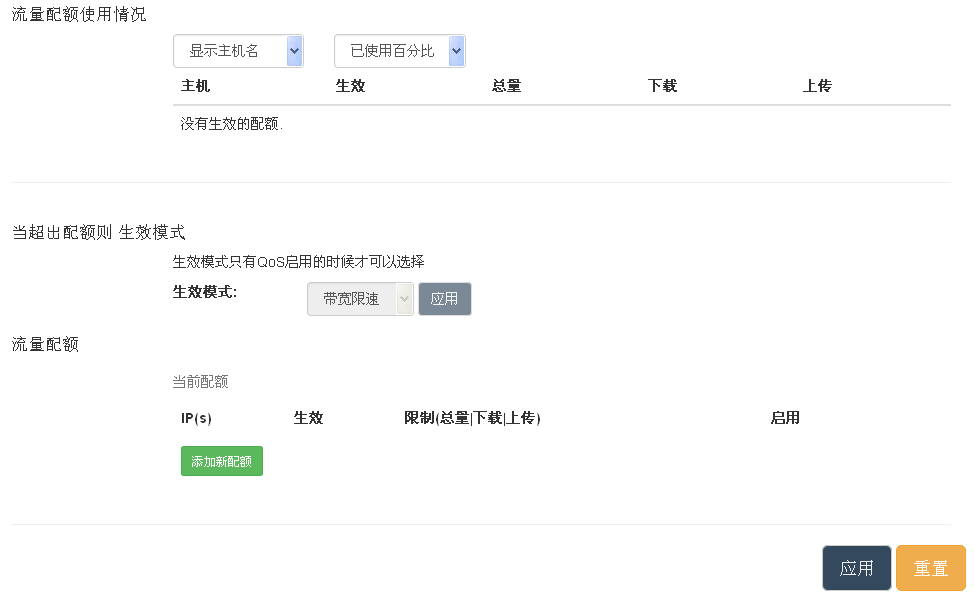 流量配额使用情况
显示主机名 已使用百分比
主机 生效 总量 下载 上传
没有生效的配额.
当超出配额则 生效模式
生效模式只有QoS启用的时候才可以选择
生效模式: 带宽限速 应用
流量配额
当前配额
IP(s) 生效 限制(总量|下载|上传) 启用
添加新配额
应用 重置